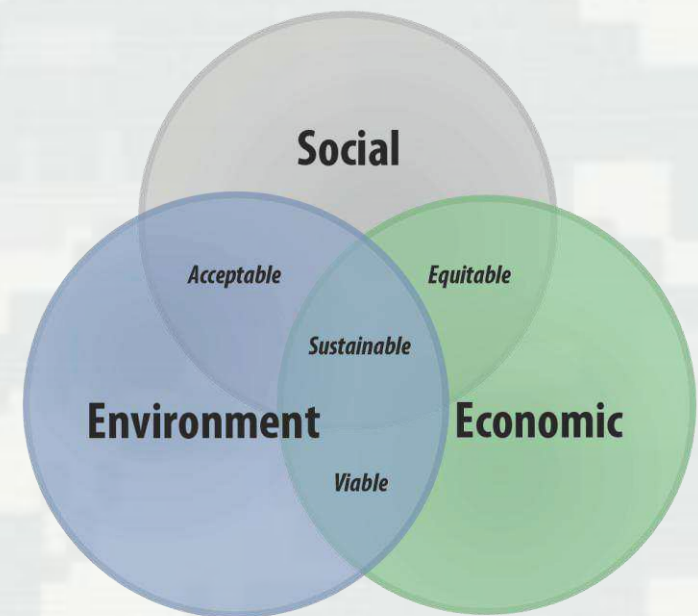 Social
Acceptable
Equitable
Sustainable
Environment
Economic
Viable